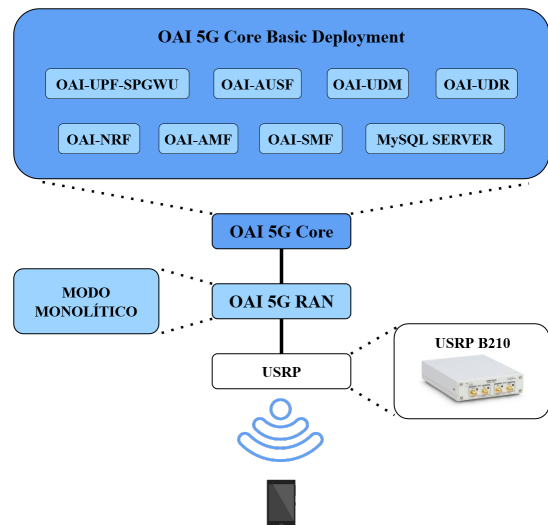 OAI 5G Core Basic Deployment
OAI-UPF-SPGWU
OAI-AUSF
OAI-UDM
OAI-UDR
OAI-NRF
OAI-AMF
OAI-SMF
MySQL SERVER
OAI 5G Core
MODO
MONOLÍTICO
OAI 5G RAN
USRP
USRP B210